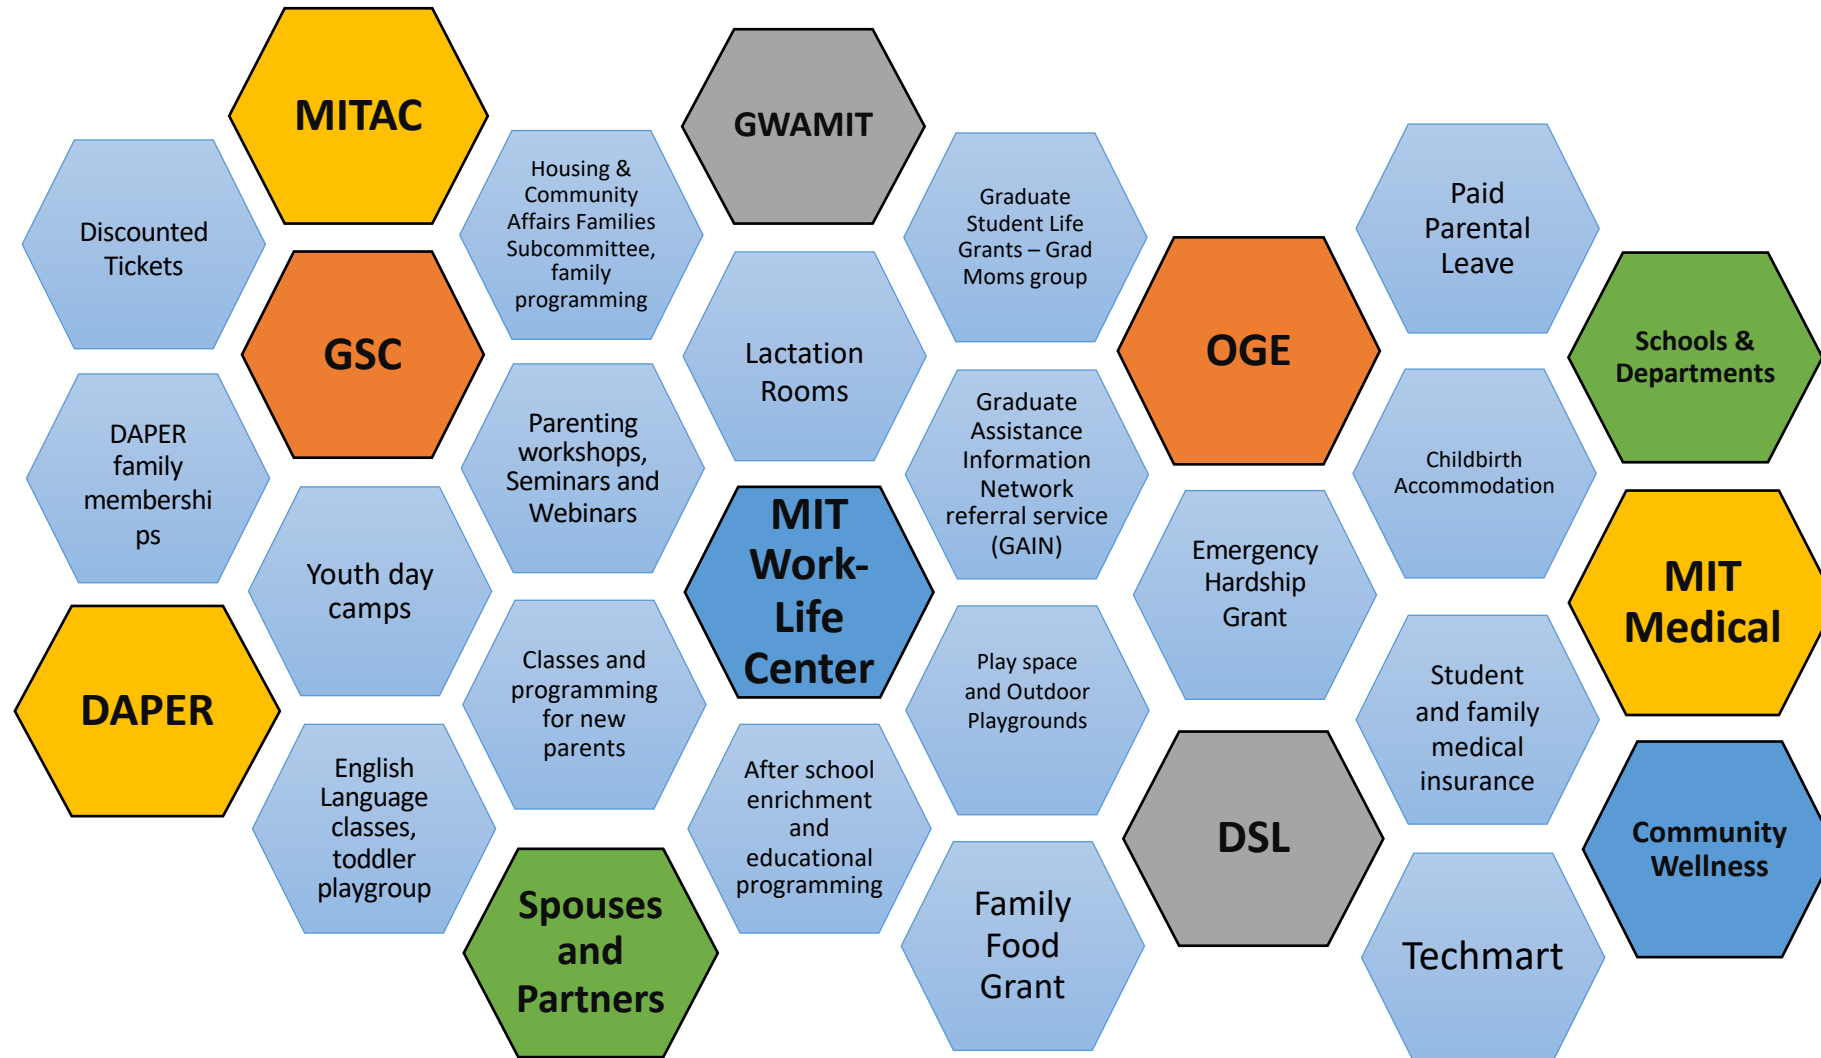 MITAC
GWAMIT
Discounted
Tickets
Housing &
Community
Affairs Families
Subcommittee,
family
programming
Graduate
Student Life
Grants – Grad
Moms group
Paid
Parental
Leave
GSC
Lactation
Rooms
OGE
Schools &
Departments
DAPER
family
membershi
ps
Parenting
workshops,
Seminars and
Webinars
Graduate
Assistance
Information
Network
referral service
(GAIN)
Childbirth
Accommodation
Youth day
camps
MIT
Work-
Life
Center
Emergency
Hardship
Grant
MIT
Medical
DAPER
Classes and
programming
for new
parents
Play space
and Outdoor
Playgrounds
Student
and family
medical
insurance
English
Language
classes,
toddler
playgroup
After school
enrichment
and
educational
programming
DSL
Community
Wellness
Spouses
and
Partners
Family
Food
Grant
Techmart